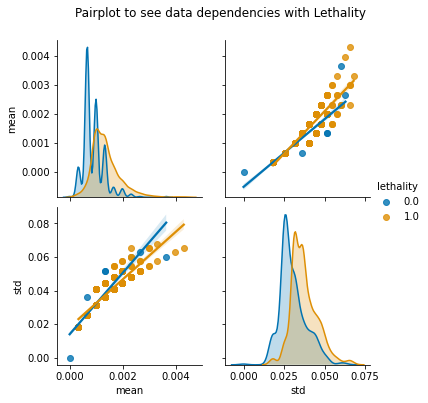 Pairplot to see data dependencies with Lethality
0.004
0.003
0.002
0.001
0.000
mean
lethality
0.0
1.0
0.08
0.06
0.04
0.02
0.00
std
0.000 0.002 0.004
mean
0.000 0.025 0.050 0.075
std